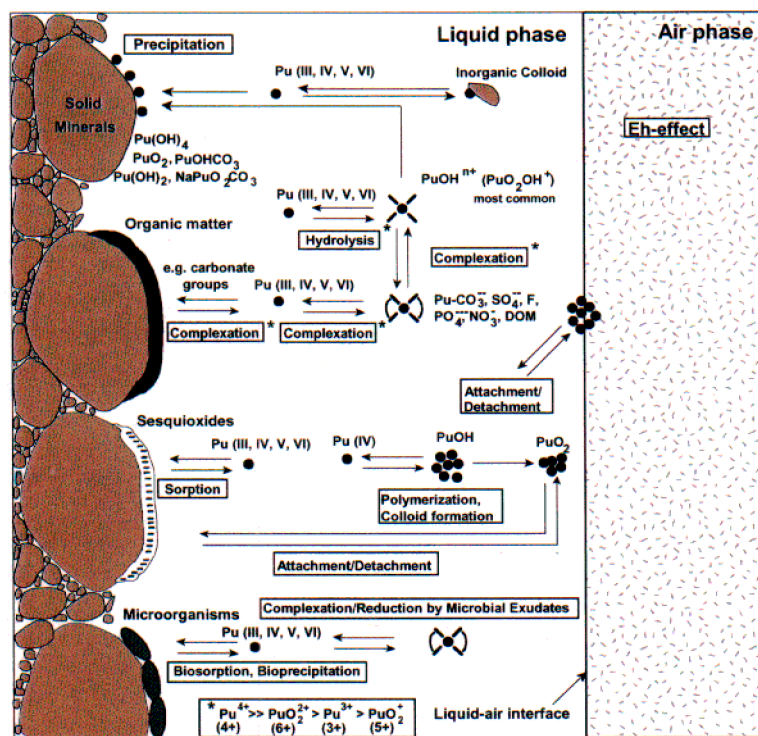 Liquid phase
Air phase
Precipitation
Pu (III, IV, V, VI)
Inorganic Colloid
Solid
Minerals
Eh-effect
Pu(OH)4
PuO2, PuOHCO3
Pu(OH)2, NaPuO2CO3
PuOH n+ (PuO2OH+)
most common
Pu (III, IV, V, VI)
Hydrolysis *
Organic matter
Complexation *
e.g. carbonate
groups
Pu (III, IV, V, VI)
Pu-CO3--, SO4--, F,
PO4---NO3-, DOM
Complexation *
Complexation *
Attachment/
Detachment
Sesquioxides
Pu (III, IV, V, VI)
Pu (IV)
PuOH
PuO2
Sorption
Polymerization,
Colloid formation
Attachment/Detachment
Microorganisms
Complexation/Reduction by Microbial Exudates
Pu (III, IV, V, VI)
Biosorption, Bioprecipitation
* Pu4+ >> PuO2 2+ > Pu3+ > PuO2+
(4+) (6+) (3+) (5+)
Liquid-air interface